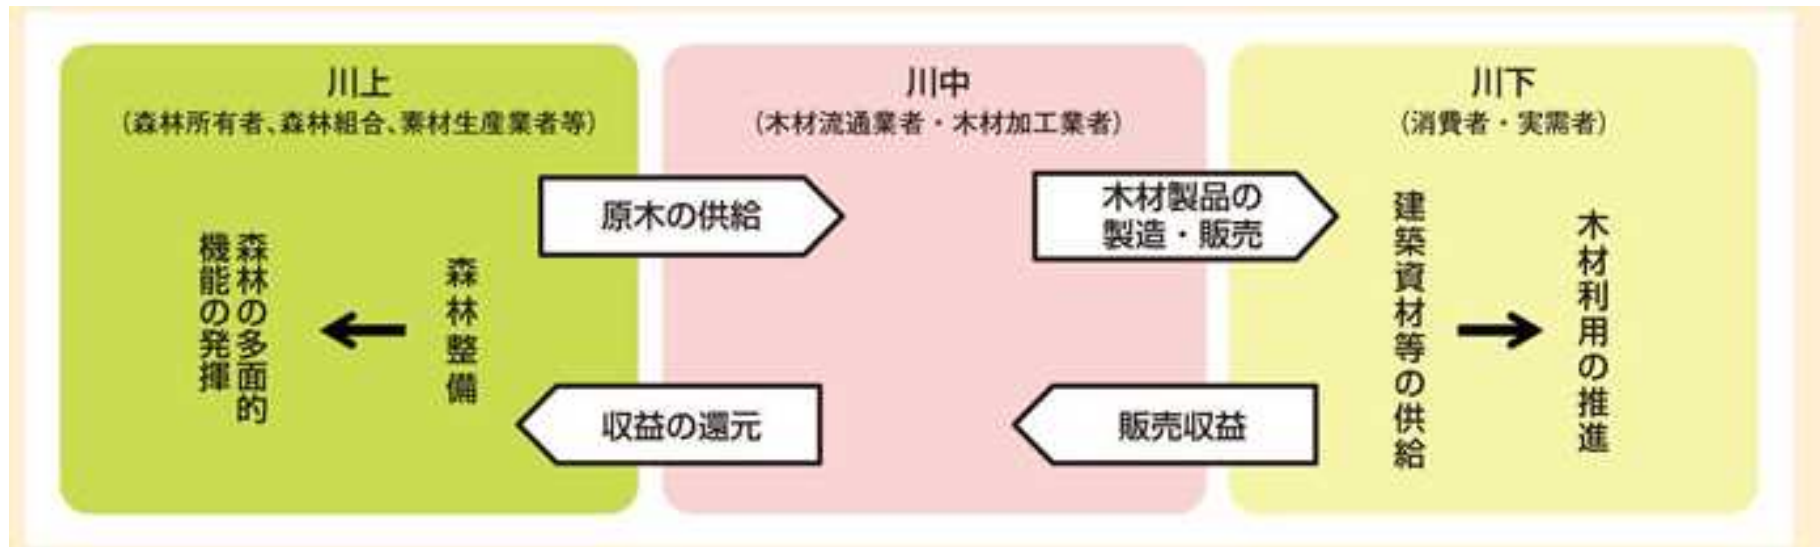 川上
（森林所有者、森林組合、素材生産業者等）
森林の多面的
機能の発揮
森林整備
原木の供給
収益の還元
川中
（木材流通業者・木材加工業者）
木材製品の
製造・販売
販売収益
川下
（消費者・実需者）
建築資材等の供給
木材利用の推進